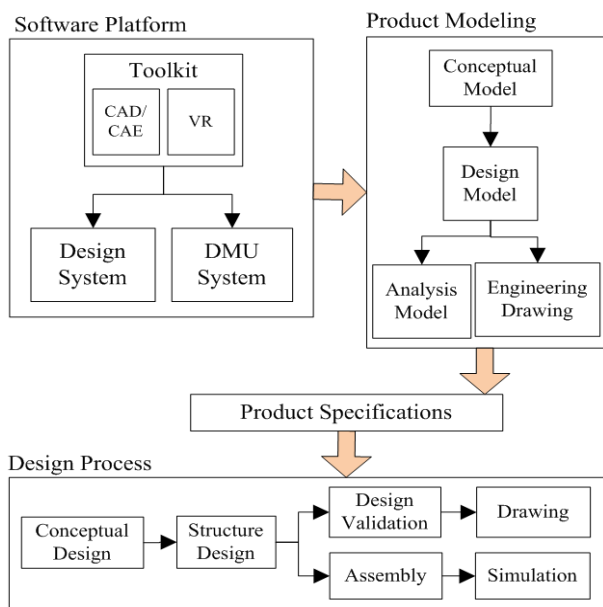 Software Platform
Toolkit
CAD/
CAE
VR
Design
System
DMU
System
Product Modeling
Conceptual
Model
Design
Model
Analysis
Model
Engineering
Drawing
Product Specifications
Design Process
Conceptual
Design
Structure
Design
Design
Validation
Drawing
Assembly
Simulation